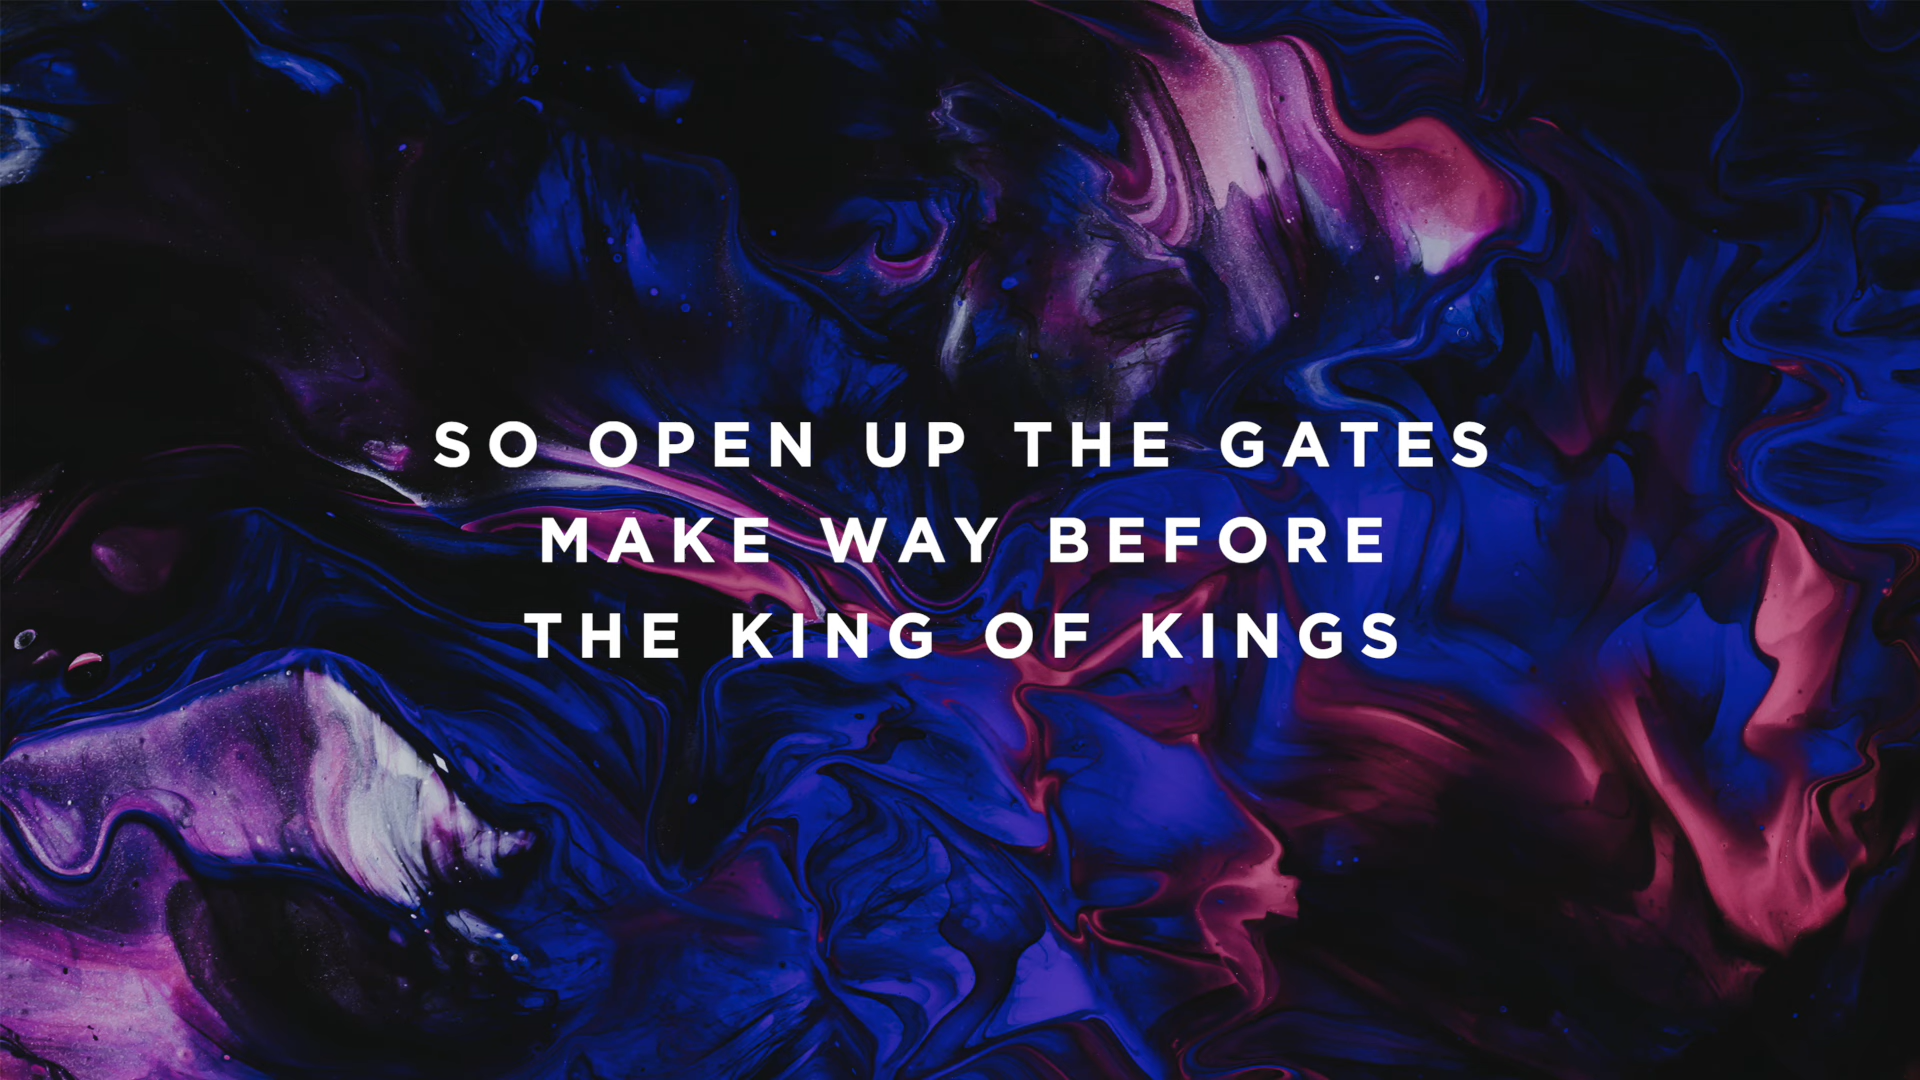 SO OPEN UP THE GATES
MAKE WAY BEFORE
THE KING OF KINGS